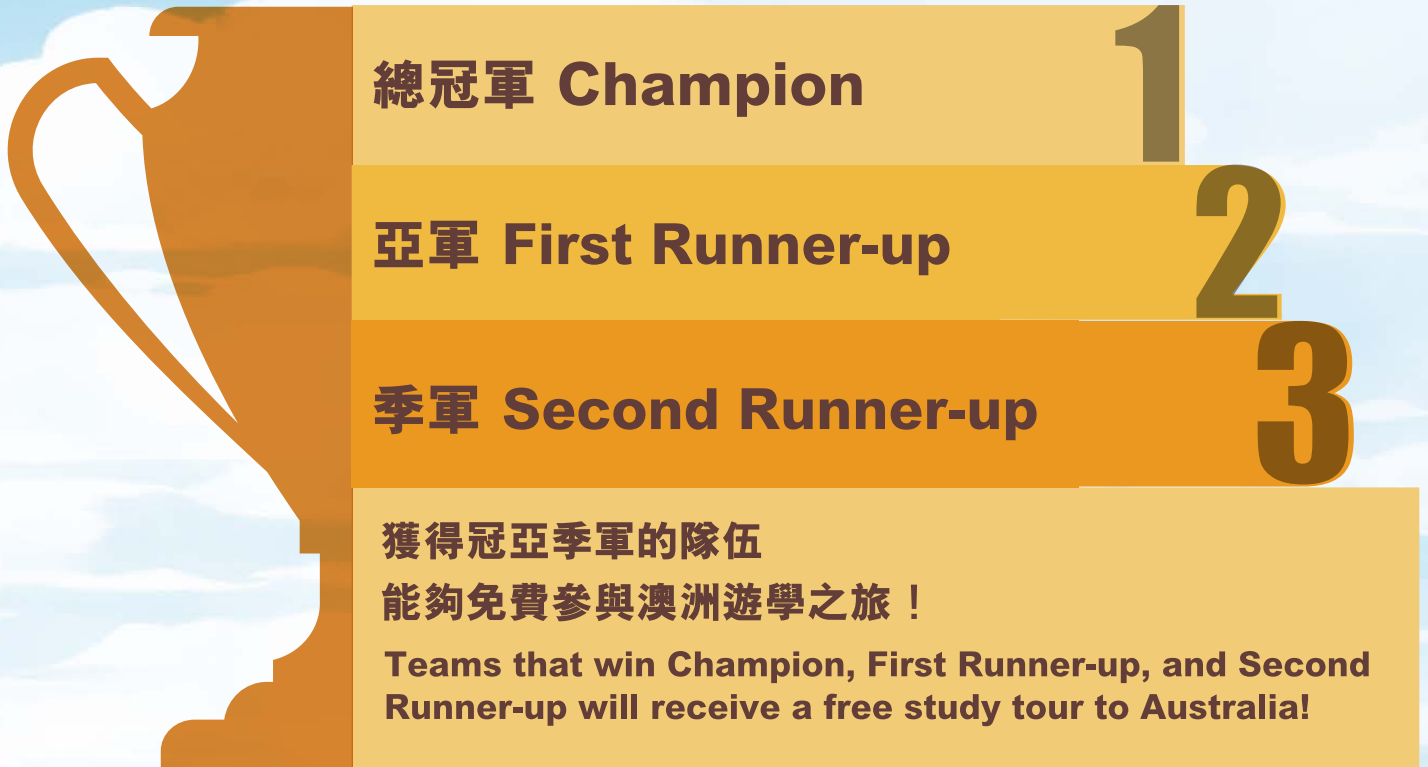 總冠軍 Champion
1
亞軍 First Runner-up
2
季軍 Second Runner-up
3
獲得冠亞季軍的隊伍
能夠免費參與澳洲遊學之旅！
Teams that win Champion, First Runner-up, and Second
Runner-up will receive a free study tour to Australia!